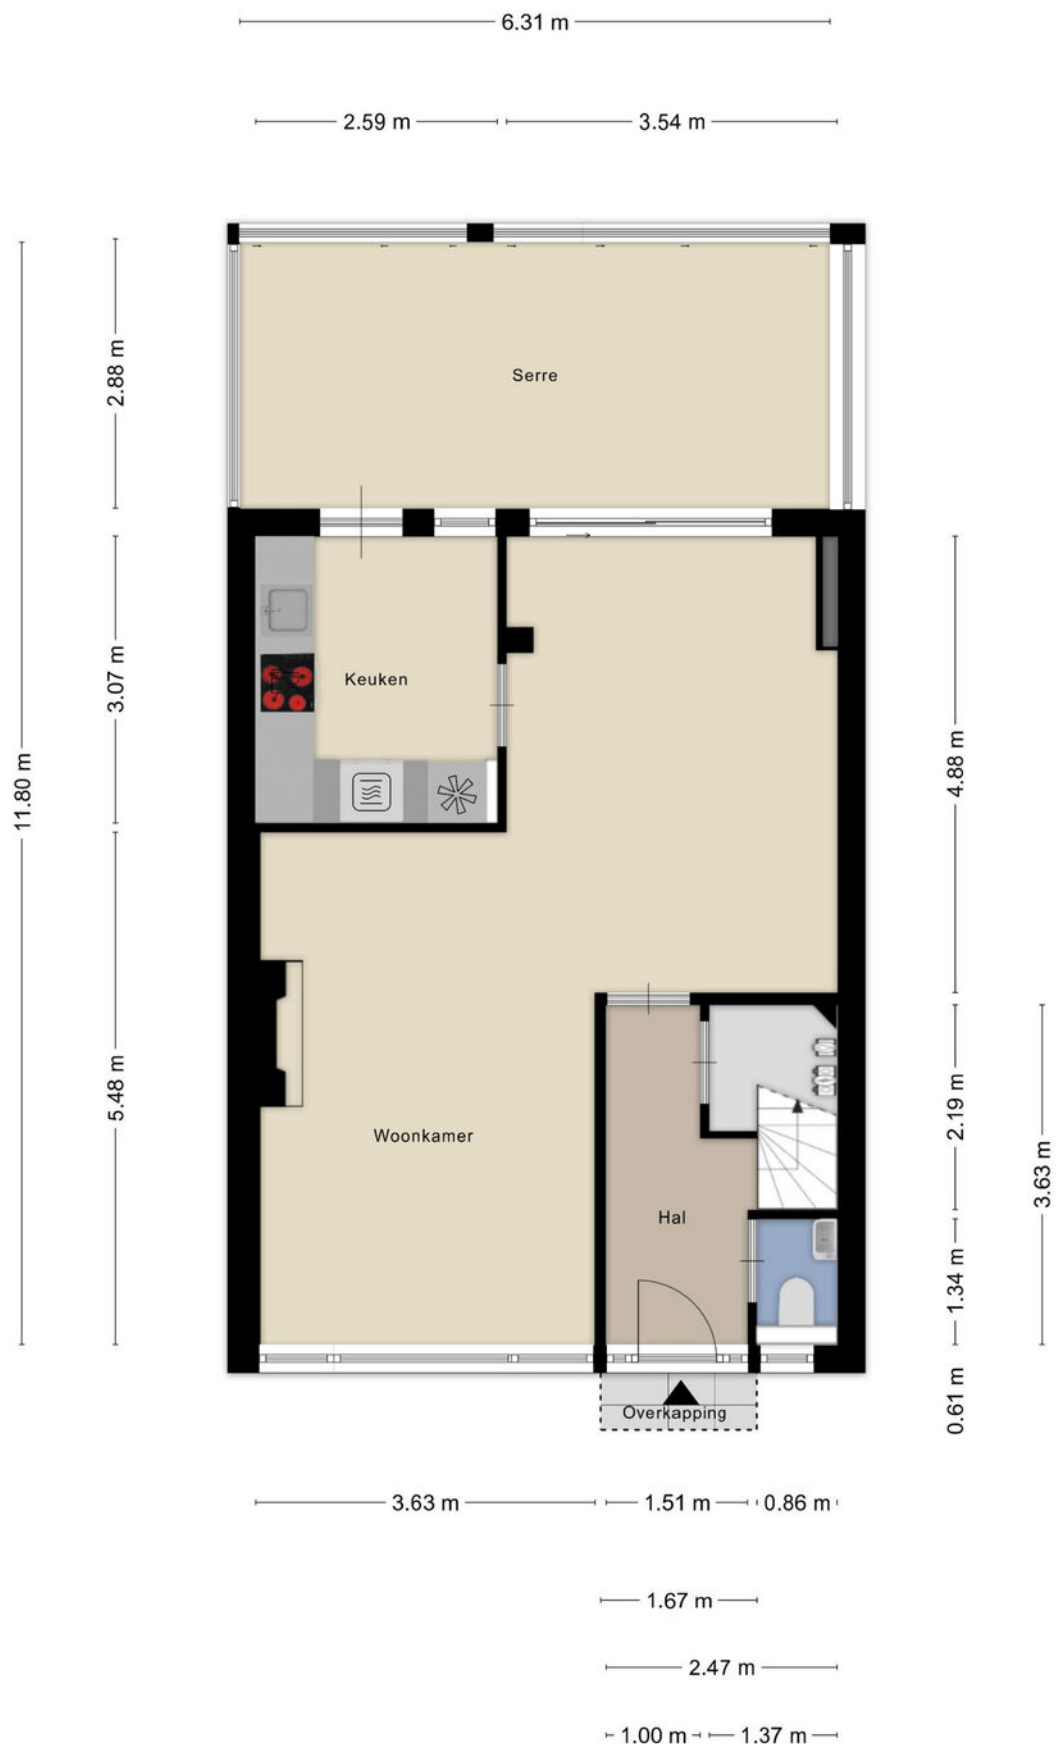 6.31 m
2.59 m
3.54 m
2.88 m
Serre
11.80 m
3.07 m
Keuken
4.88 m
5.48 m
Woonkamer
2.19 m
3.63 m
Hal
1.34 m
0.61 m
Overkapping
3.63 m
1.51 m
0.86 m
1.67 m
2.47 m
1.00 m
1.37 m